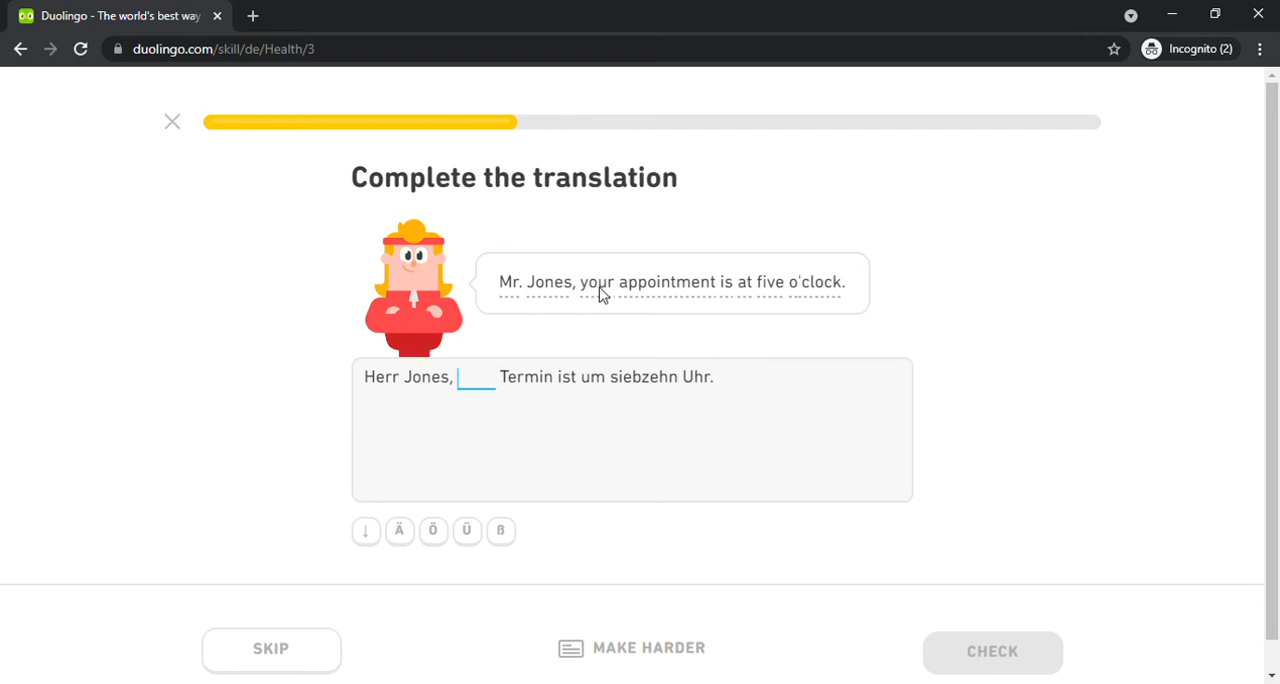 Duolingo - The world's best way
duolingo.com/skill/de/Health/3
Incognito (2)
Complete the translation
Mr. Jones, your appointment is at five o'clock.
Herr Jones, ____ Termin ist um siebzehn Uhr.
↓ Ä Ö Ü ß
SKIP
MAKE HARDER
CHECK